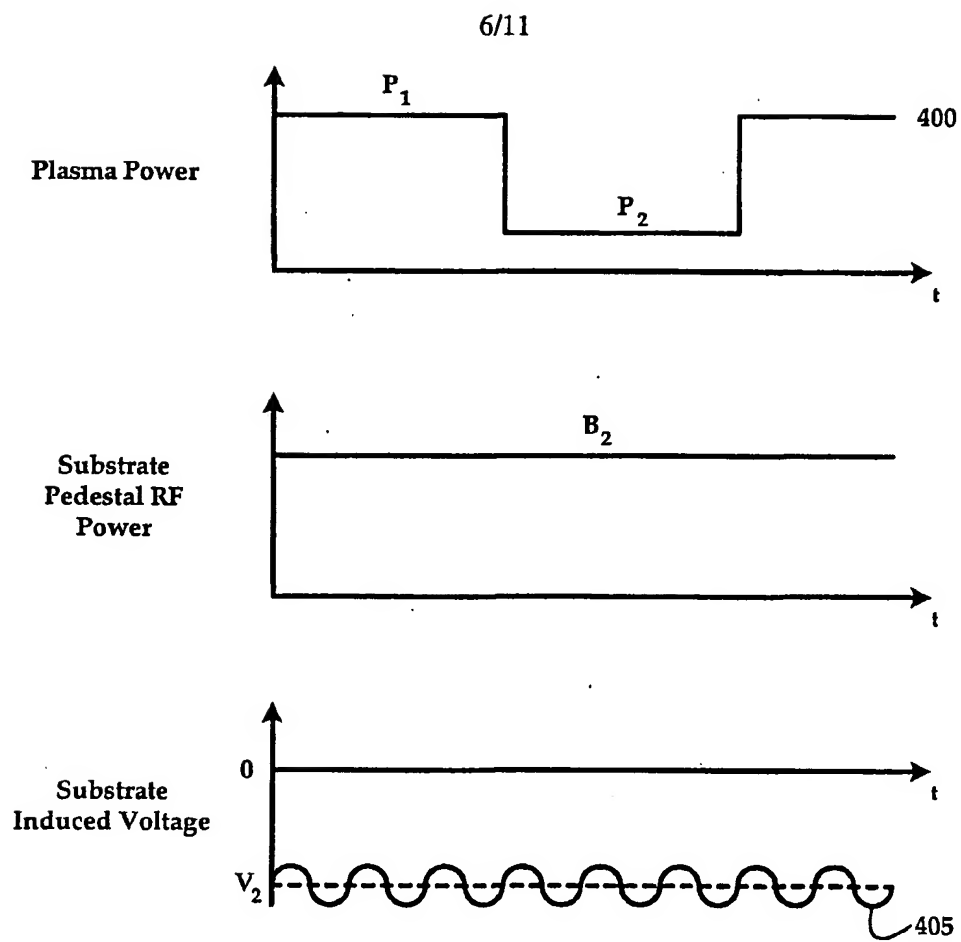 6/11
P1
400
Plasma Power
P2
t
B2
Substrate
Pedestal RF
Power
t
0
t
Substrate
Induced Voltage
V2
405